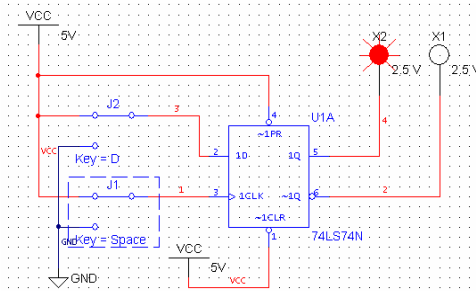 VCC
5V
X2
X1
2.5 V
2.5 V
J2
3
4
U1A
~1PR
4
VCC
Key = D
2
1D
1Q
5
J1
1
3
1CLK
~1Q
6
2
GND
Key = Space
~1CLR
1
74LS74N
VCC
5V
GND
VCC